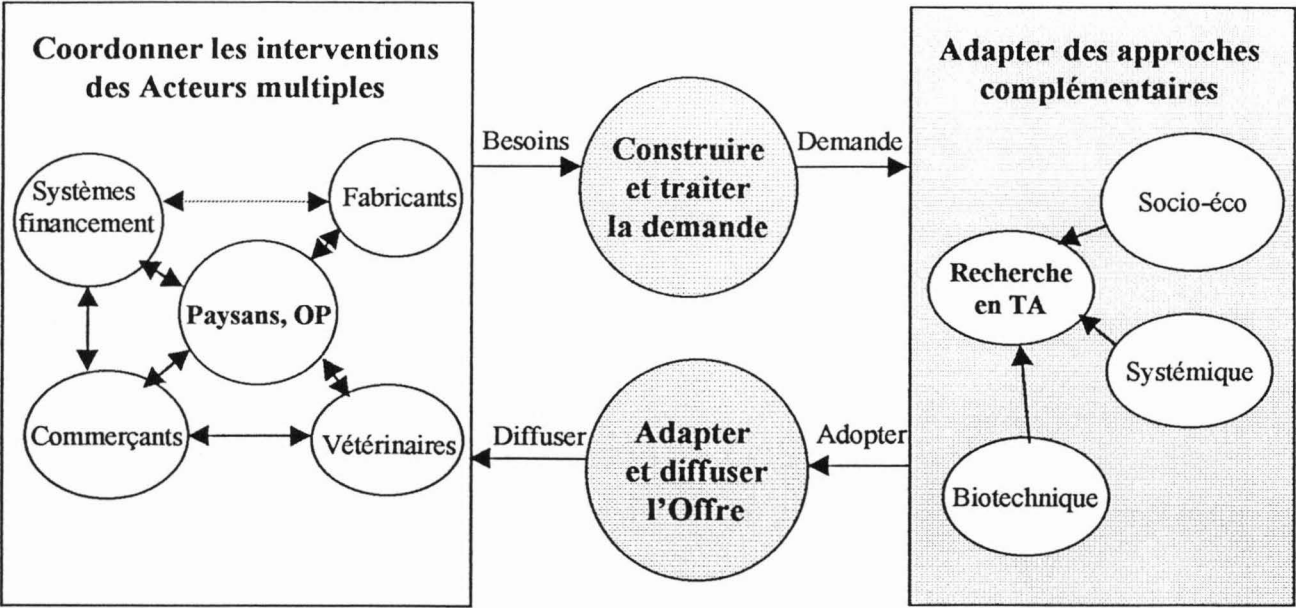 Coordonner les interventions
des Acteurs multiples
Systèmes
financement
Fabricants
Paysans, OP
Commerçants
Vétérinaires
Besoins
Construire
et traiter
la demande
Demande
Diffuser
Adapter
et diffuser
l'Offre
Adopter
Adapter des approches
complémentaires
Socio-éco
Recherche
en TA
Systémique
Biotechnique